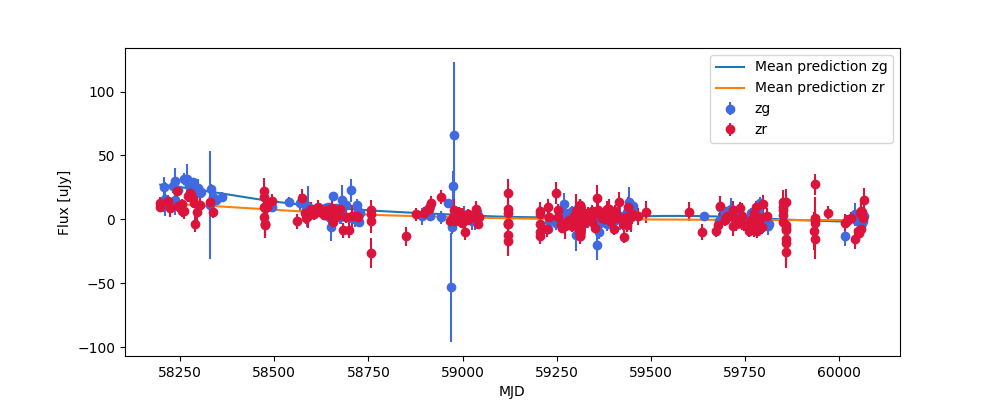 Mean prediction zg
Mean prediction zr
zg
zr
Flux [uJy]
100
50
0
−50
−100
58250
58500
58750
59000
59250
59500
59750
60000
MJD